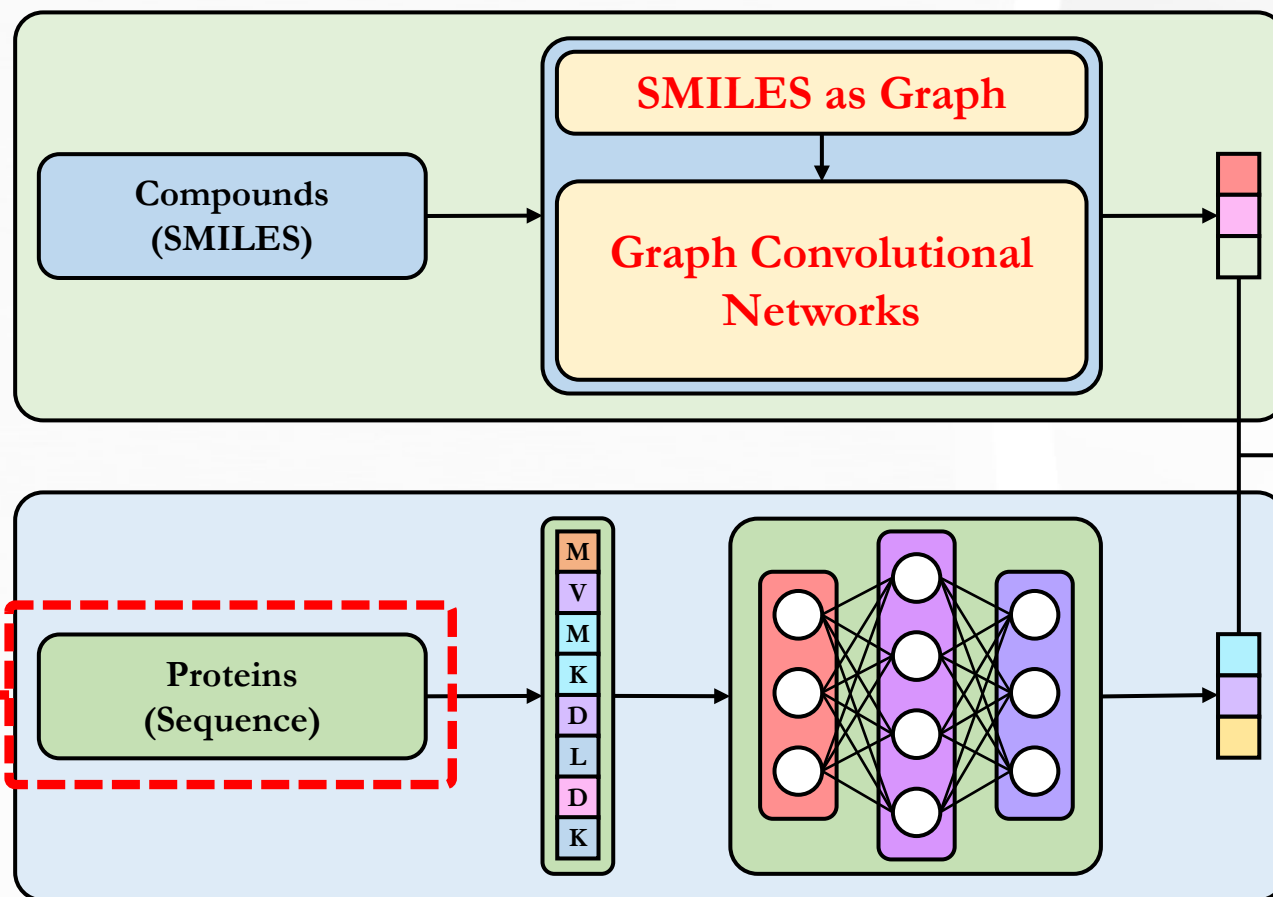 SMILES as Graph
Compounds
(SMILES)
Graph Convolutional
Networks
Proteins
(Sequence)
M
V
M
K
D
L
D
K